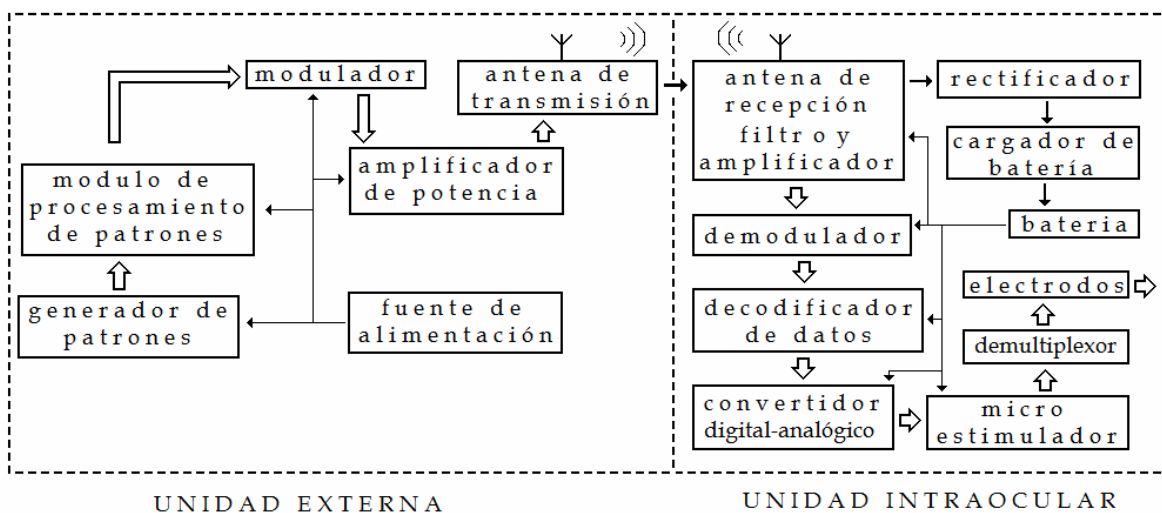 modulador
antena de
transmisión
amplificador
de potencia
modulo de
procesamiento
de patrones
generador de
patrones
fuente de
alimentación
antena de
recepción
filtro y
amplificador
rectificador
cargador de
batería
bateria
demodulador
decodificador
de datos
convertidor
digital-analógico
micro
estimulador
demultiplexor
electrodos
UNIDAD EXTERNA
UNIDAD INTRAOCULAR